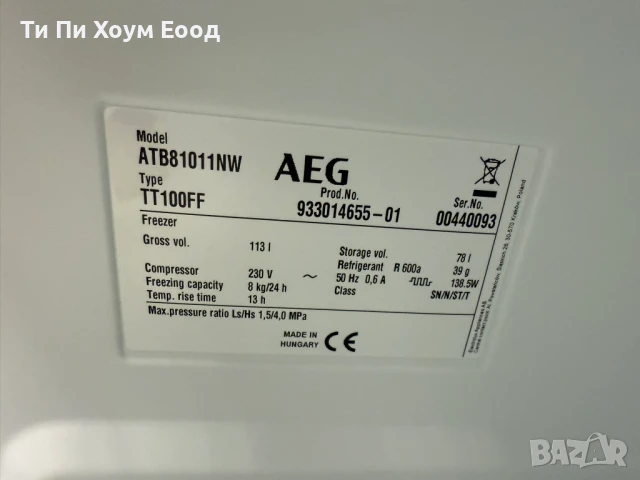 Ти Пи Хоум Еоод
Model
ATB81011NW
AEG
Type
TT100FF
Prod.No.
933014655-01
Ser.No.
00440093
Freezer
Gross vol. 113 l
Storage vol. 78 l
Refrigerant R 600a 39 g
Compressor 230 V ~ 50 Hz 0,6 A 138.5W
Freezing capacity 8 kg/24 h
Class SN/N/ST/T
Temp. rise time 13 h
Max.pressure ratio Ls/Hs 1,5/4,0 MPa
MADE IN
HUNGARY
CE
BAZAR